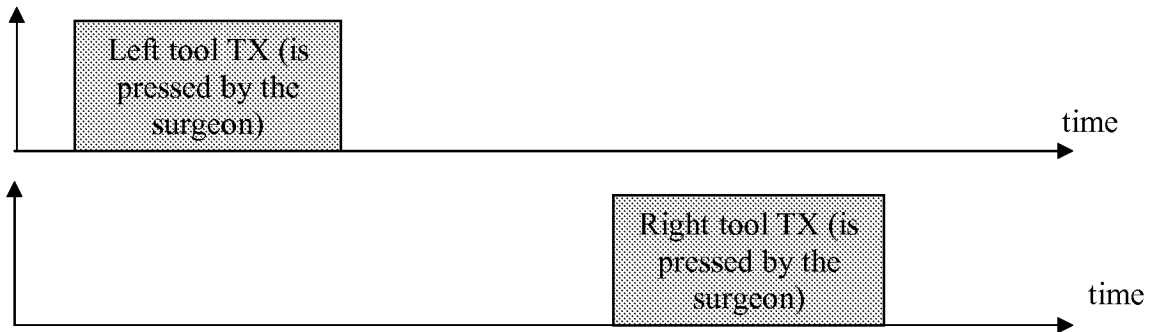 Left tool TX (is
pressed by the
surgeon)
time
Right tool TX (is
pressed by the
surgeon)
time